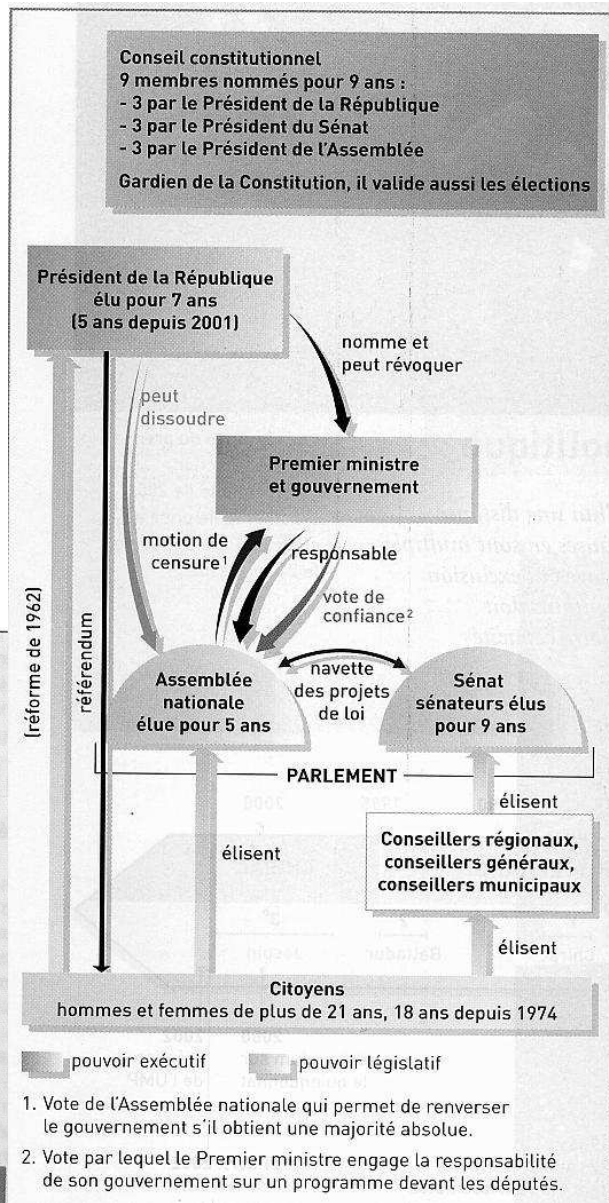 Conseil constitutionnel
9 membres nommés pour 9 ans :
- 3 par le Président de la République
- 3 par le Président du Sénat
- 3 par le Président de l'Assemblée
Gardien de la Constitution, il valide aussi les élections
Président de la République
élu pour 7 ans
(5 ans depuis 2001)
nomme et
peut révoquer
peut
dissoudre
Premier ministre
et gouvernement
motion de
censure¹
responsable
vote de
confiance²
(réforme de 1962)
référendum
Assemblée
nationale
élue pour 5 ans
navette
des projets
de loi
Sénat
sénateurs élus
pour 9 ans
PARLEMENT
élisent
élisent
Conseillers régionaux,
conseillers généraux,
conseillers municipaux
élisent
Citoyens
hommes et femmes de plus de 21 ans, 18 ans depuis 1974
pouvoir exécutif
pouvoir législatif
1. Vote de l'Assemblée nationale qui permet de renverser
le gouvernement s'il obtient une majorité absolue.
2. Vote par lequel le Premier ministre engage la responsabilité
de son gouvernement sur un programme devant les députés.